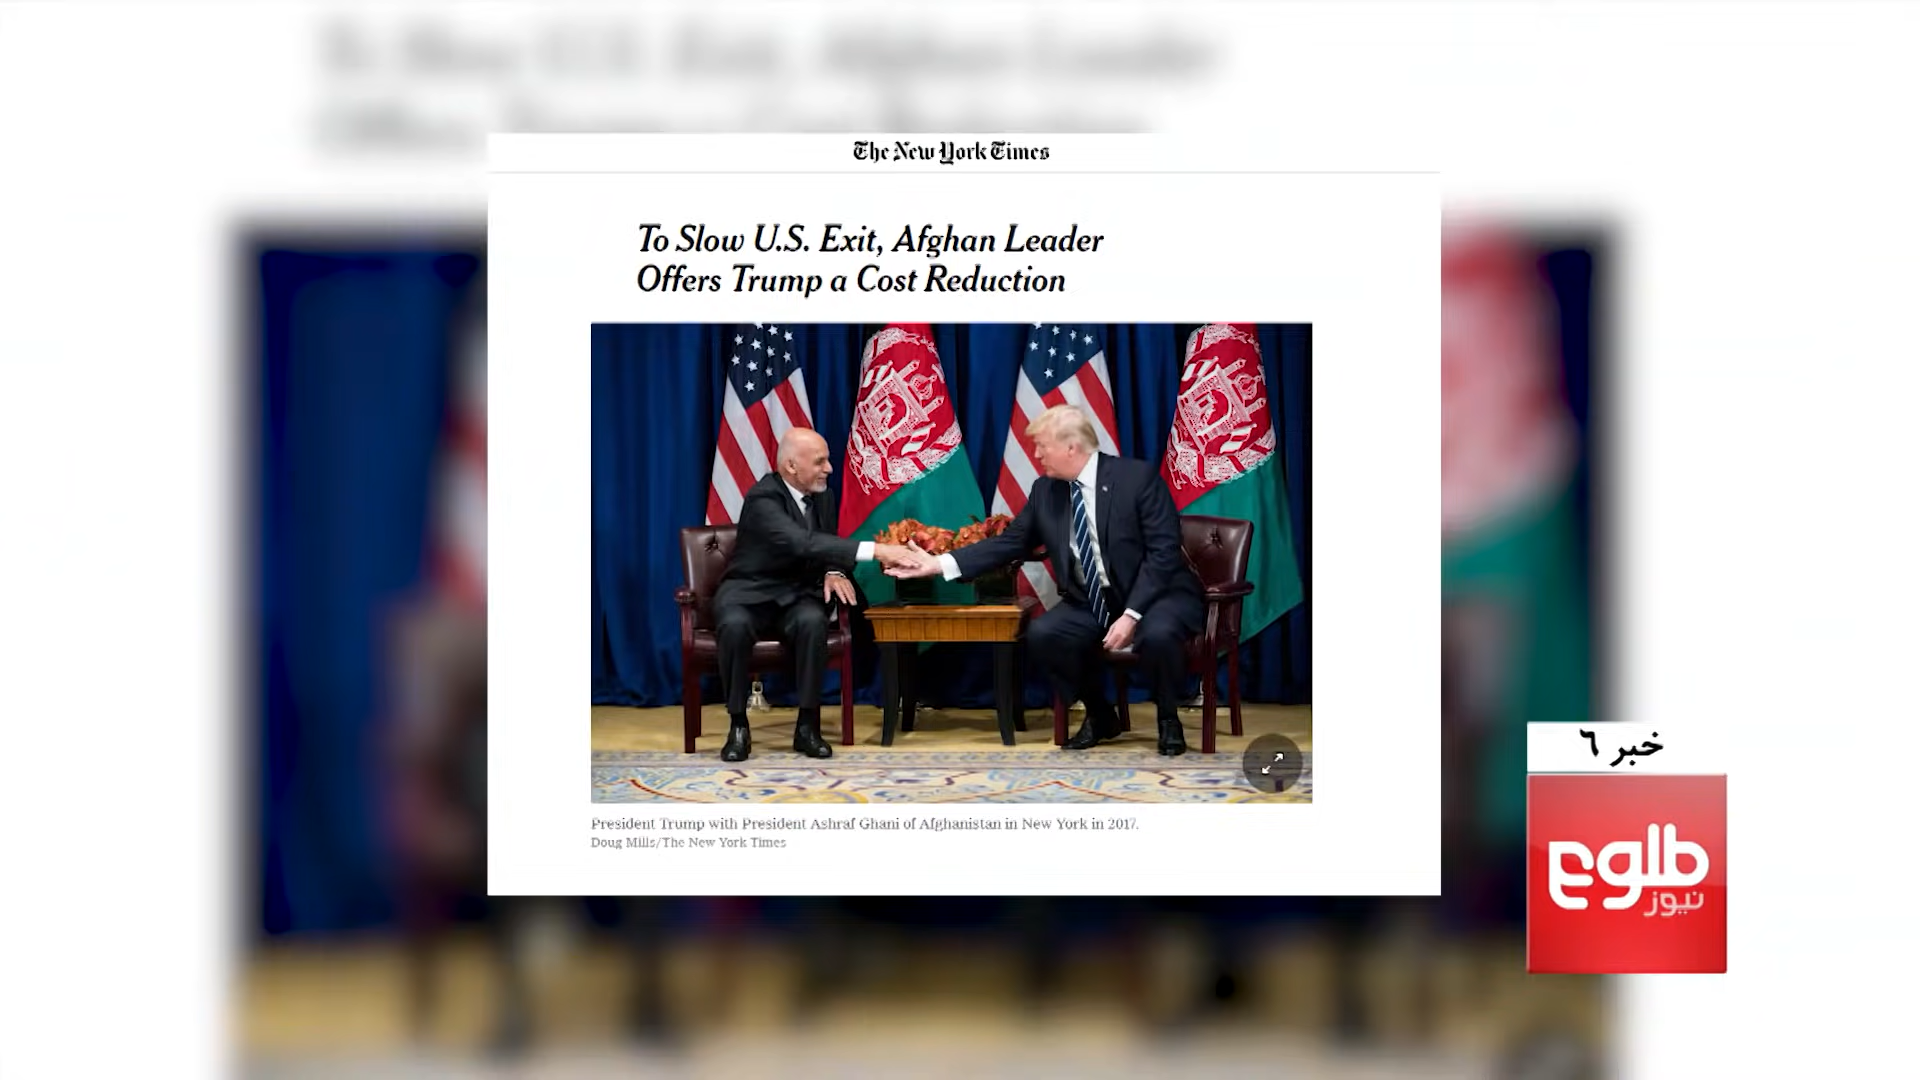 The New York Times
To Slow U.S. Exit, Afghan Leader
Offers Trump a Cost Reduction
President Trump with President Ashraf Ghani of Afghanistan in New York in 2017.
Doug Mills/The New York Times
خبر ٦
طلوع
نیوز